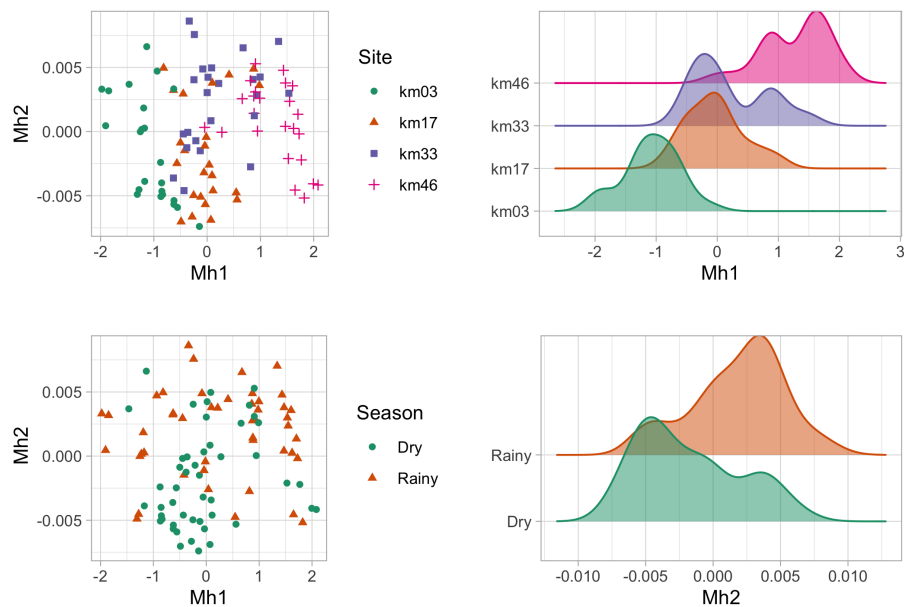 0.005
0.000
-0.005
Mh2
-2 -1 0 1 2
Mh1
Site
km03
km17
km33
km46
km46
km33
km17
km03
-2 -1 0 1 2 3
Mh1
0.005
0.000
-0.005
Mh2
-2 -1 0 1 2
Mh1
Season
Dry
Rainy
Rainy
Dry
-0.010 -0.005 0.000 0.005 0.010
Mh2